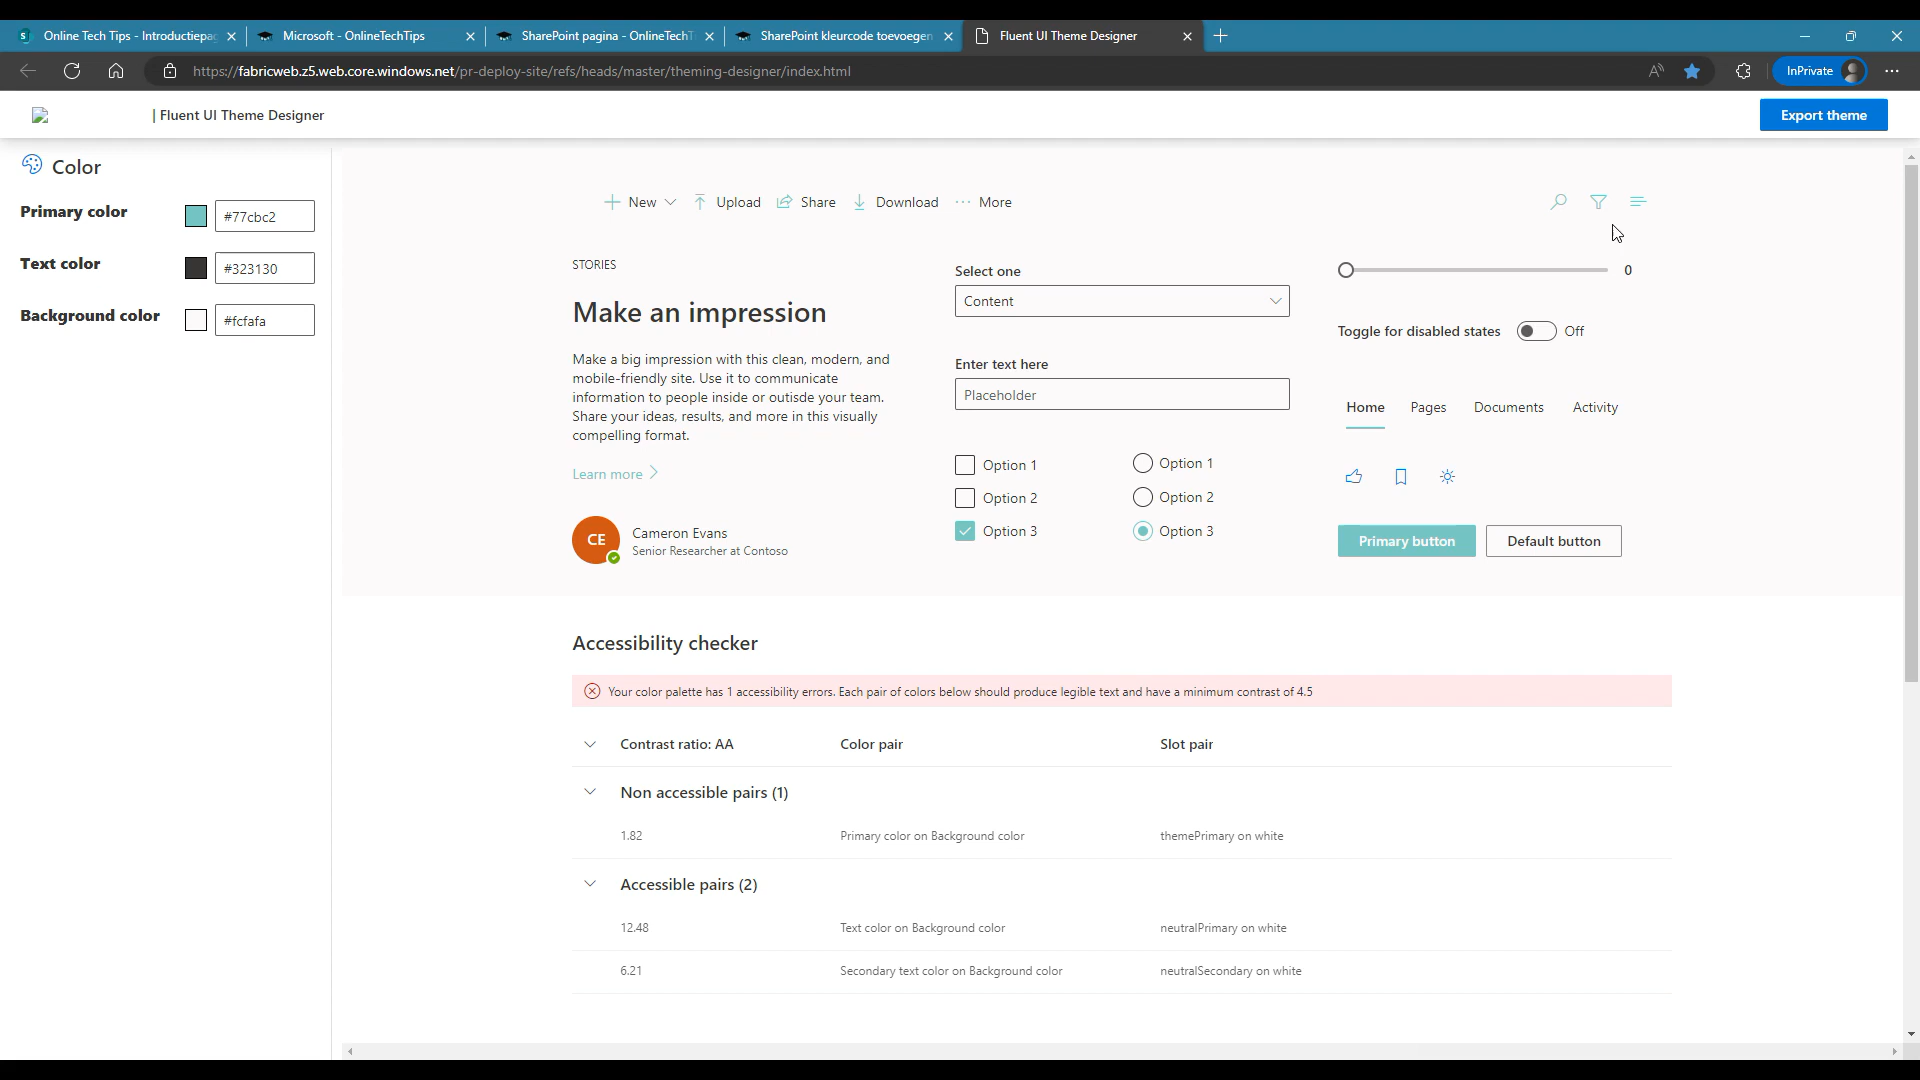 Online Tech Tips - Introductiepag
Microsoft - OnlineTechTips
SharePoint pagina - OnlineTech
SharePoint kleurcode toevoegen
Fluent UI Theme Designer
https://fabricweb.z5.web.core.windows.net/pr-deploy-site/refs/heads/master/theming-designer/index.html
InPrivate
| Fluent UI Theme Designer
Export theme
Color
Primary color
#77cbc2
Text color
#323130
Background color
#fcfafa
New
Upload
Share
Download
More
STORIES
Make an impression
Make a big impression with this clean, modern, and
mobile-friendly site. Use it to communicate
information to people inside or outisde your team.
Share your ideas, results, and more in this visually
compelling format.
Learn more
CE
Cameron Evans
Senior Researcher at Contoso
Select one
Content
Enter text here
Placeholder
Option 1
Option 2
Option 3
Option 1
Option 2
Option 3
0
Toggle for disabled states
Off
Home
Pages
Documents
Activity
Primary button
Default button
Accessibility checker
Your color palette has 1 accessibility errors. Each pair of colors below should produce legible text and have a minimum contrast of 4.5
Contrast ratio: AA
Color pair
Slot pair
Non accessible pairs (1)
1.82
Primary color on Background color
themePrimary on white
Accessible pairs (2)
12.48
Text color on Background color
neutralPrimary on white
6.21
Secondary text color on Background color
neutralSecondary on white